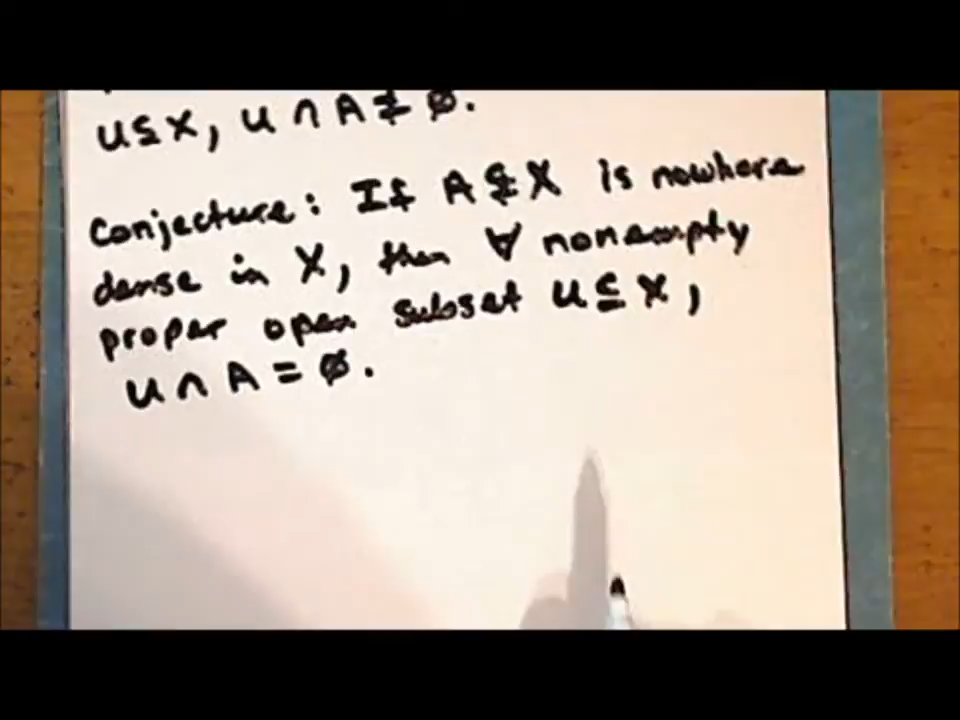 U ⊆ X, U ∩ A ≠ Ø.
Conjecture: If A ⊊ X is nowhere
dense in X, then ∀ nonempty
proper open subset U ⊆ X,
U ∩ A = Ø.